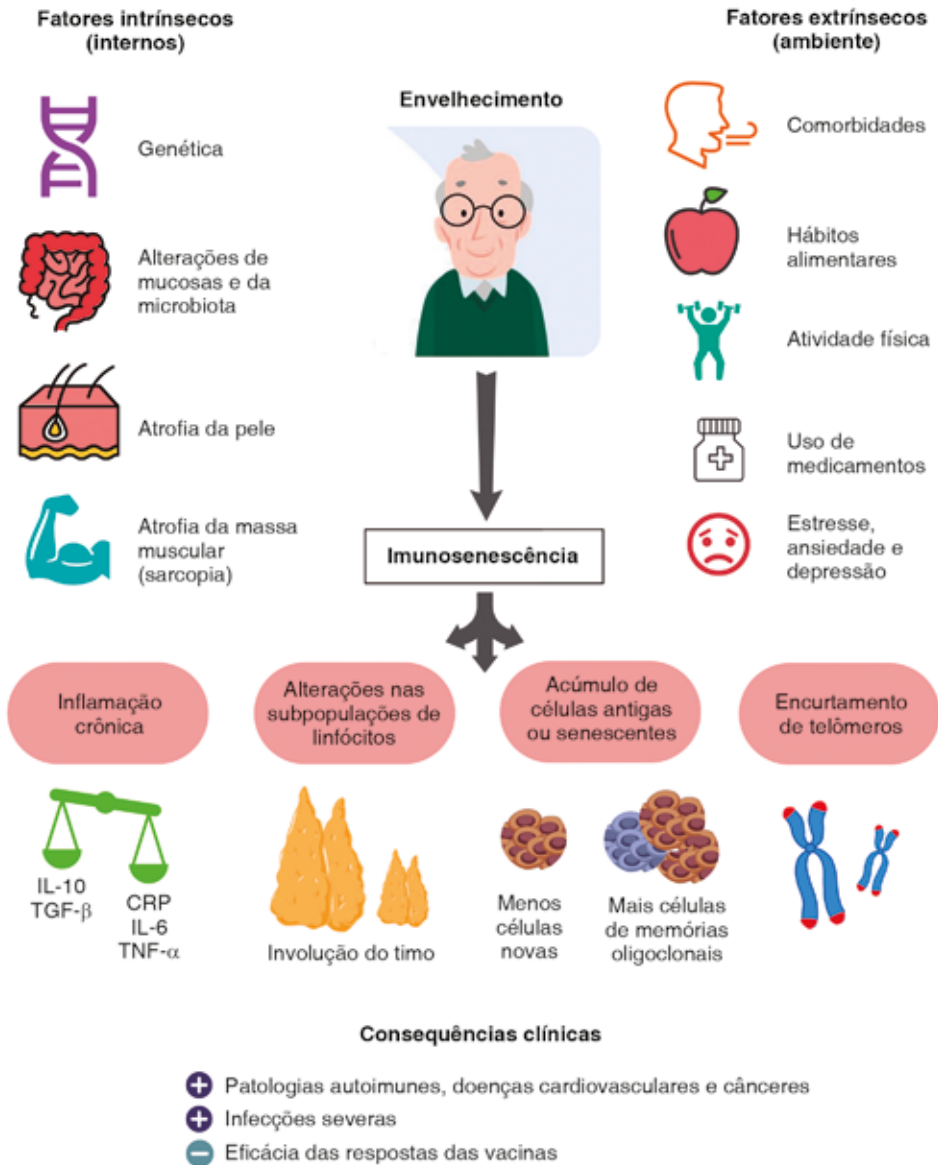 Fatores intrínsecos
(internos)
Genética
Alterações de
mucosas e da
microbiota
Atrofia da pele
Atrofia da massa
muscular
(sarcopia)
Envelhecimento
Imunosenescência
Fatores extrínsecos
(ambiente)
Comorbidades
Hábitos
alimentares
Atividade física
Uso de
medicamentos
Estresse,
ansiedade e
depressão
Inflamação
crônica
IL-10
TGF-β
CRP
IL-6
TNF-α
Alterações nas
subpopulações de
linfócitos
Involução do timo
Acúmulo de
células antigas
ou senescentes
Menos
células
novas
Mais células
de memórias
oligoclonais
Encurtamento
de telômeros
Consequências clínicas
+ Patologias autoimunes, doenças cardiovasculares e cânceres
+ Infecções severas
− Eficácia das respostas das vacinas